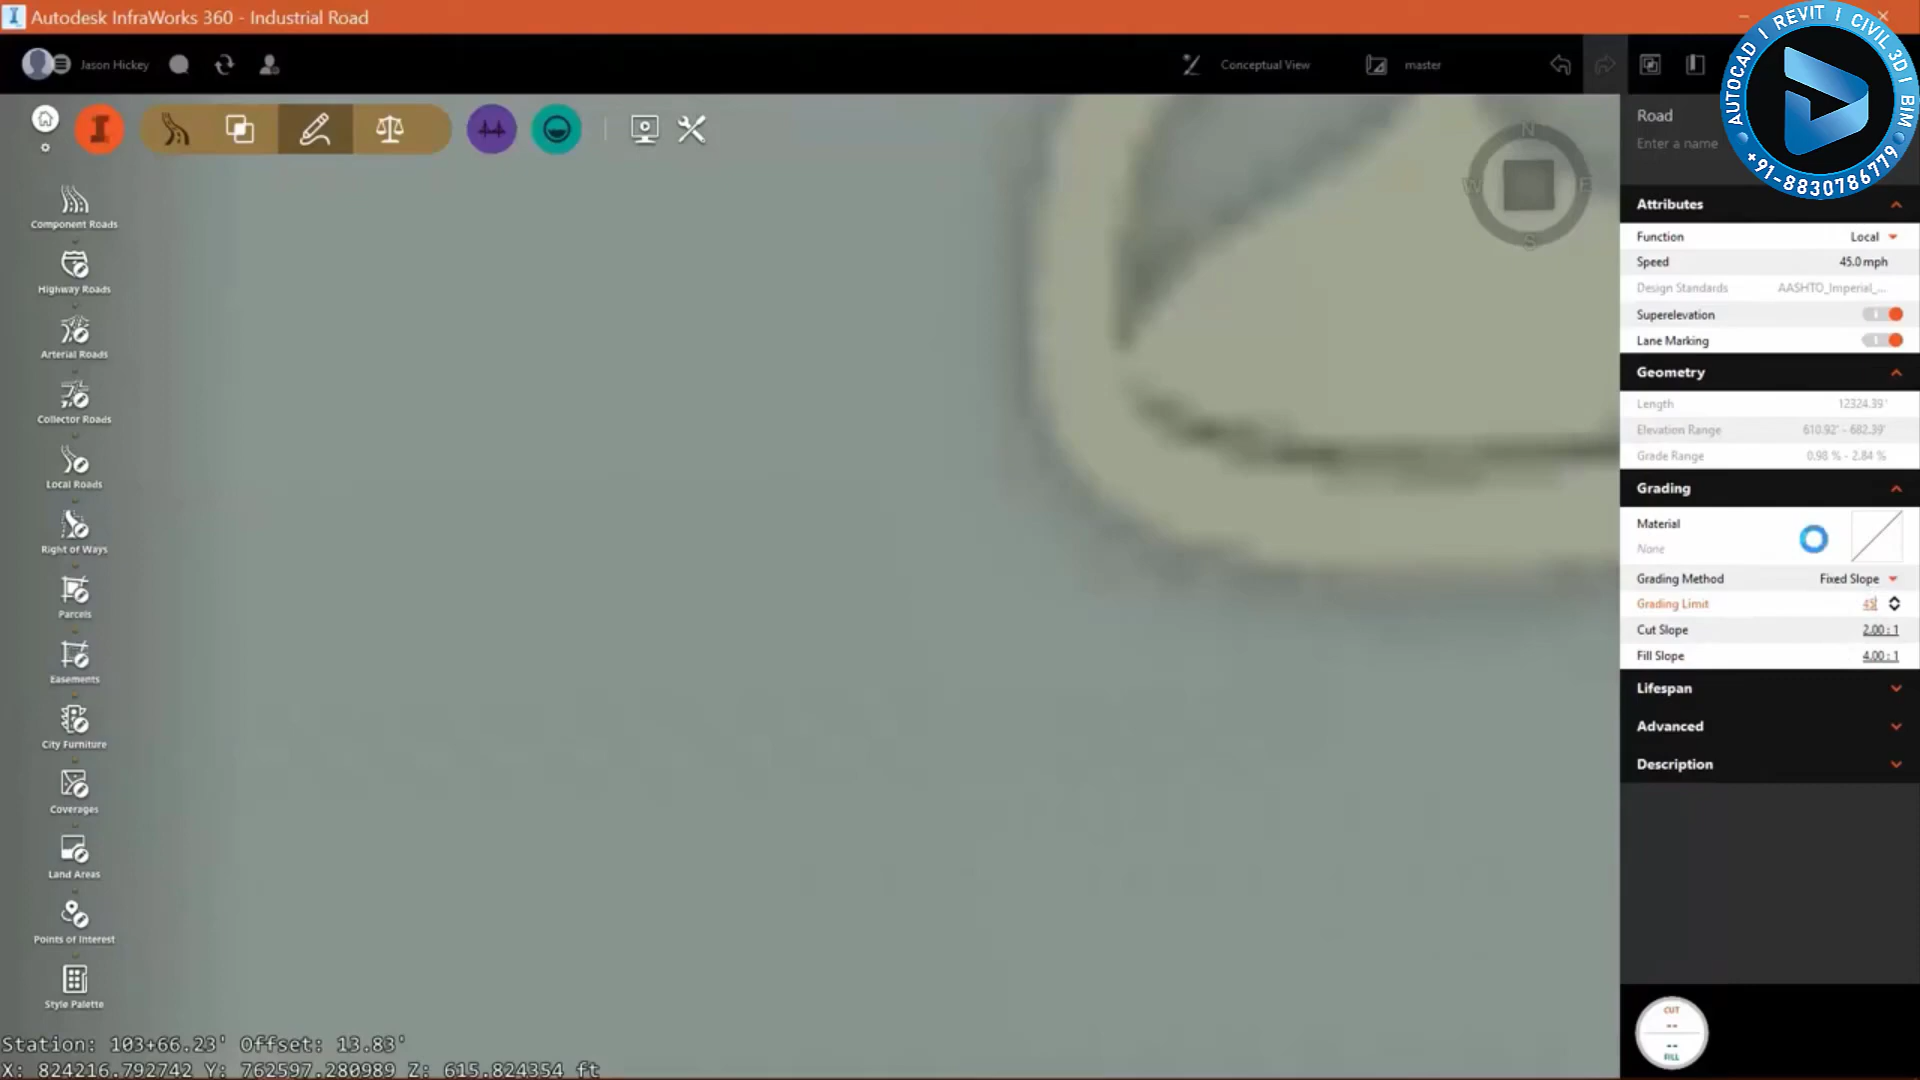 Autodesk InfraWorks 360 - Industrial Road
Jason Hickey
Conceptual View
master
AUTOCAD I REVIT I CIVIL 3D I BIM
+91-8830786779
N
W
E
S
Component Roads
Highway Roads
Arterial Roads
Collector Roads
Local Roads
Right of Ways
Parcels
Easements
City Furniture
Coverages
Land Areas
Points of Interest
Style Palette
Road
Enter a name
Attributes
Function Local
Speed 45.0 mph
Design Standards AASHTO_Imperial_...
Superelevation
Lane Marking
Geometry
Length 12324.39'
Elevation Range 610.92' - 682.39'
Grade Range 0.98 % - 2.84 %
Grading
Material
None
Grading Method Fixed Slope
Grading Limit 45
Cut Slope 2.00 : 1
Fill Slope 4.00 : 1
Lifespan
Advanced
Description
CUT
--
--
FILL
Station: 103+66.23' Offset: 13.83'
X: 824216.792742 Y: 762597.280989 Z: 615.824354 ft